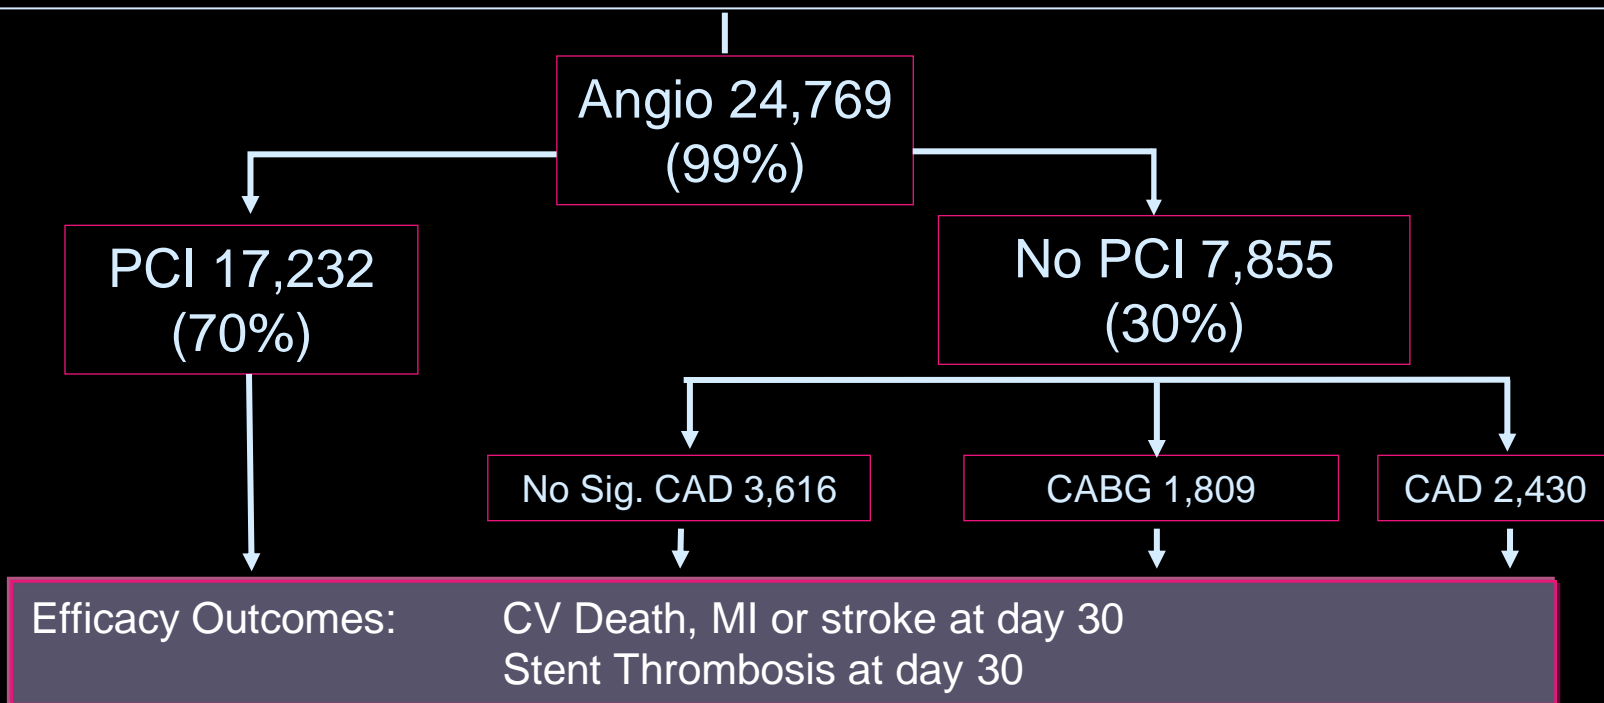 Angio 24,769
(99%)
PCI 17,232
(70%)
No PCI 7,855
(30%)
No Sig. CAD 3,616
CABG 1,809
CAD 2,430
Efficacy Outcomes: CV Death, MI or stroke at day 30
Stent Thrombosis at day 30